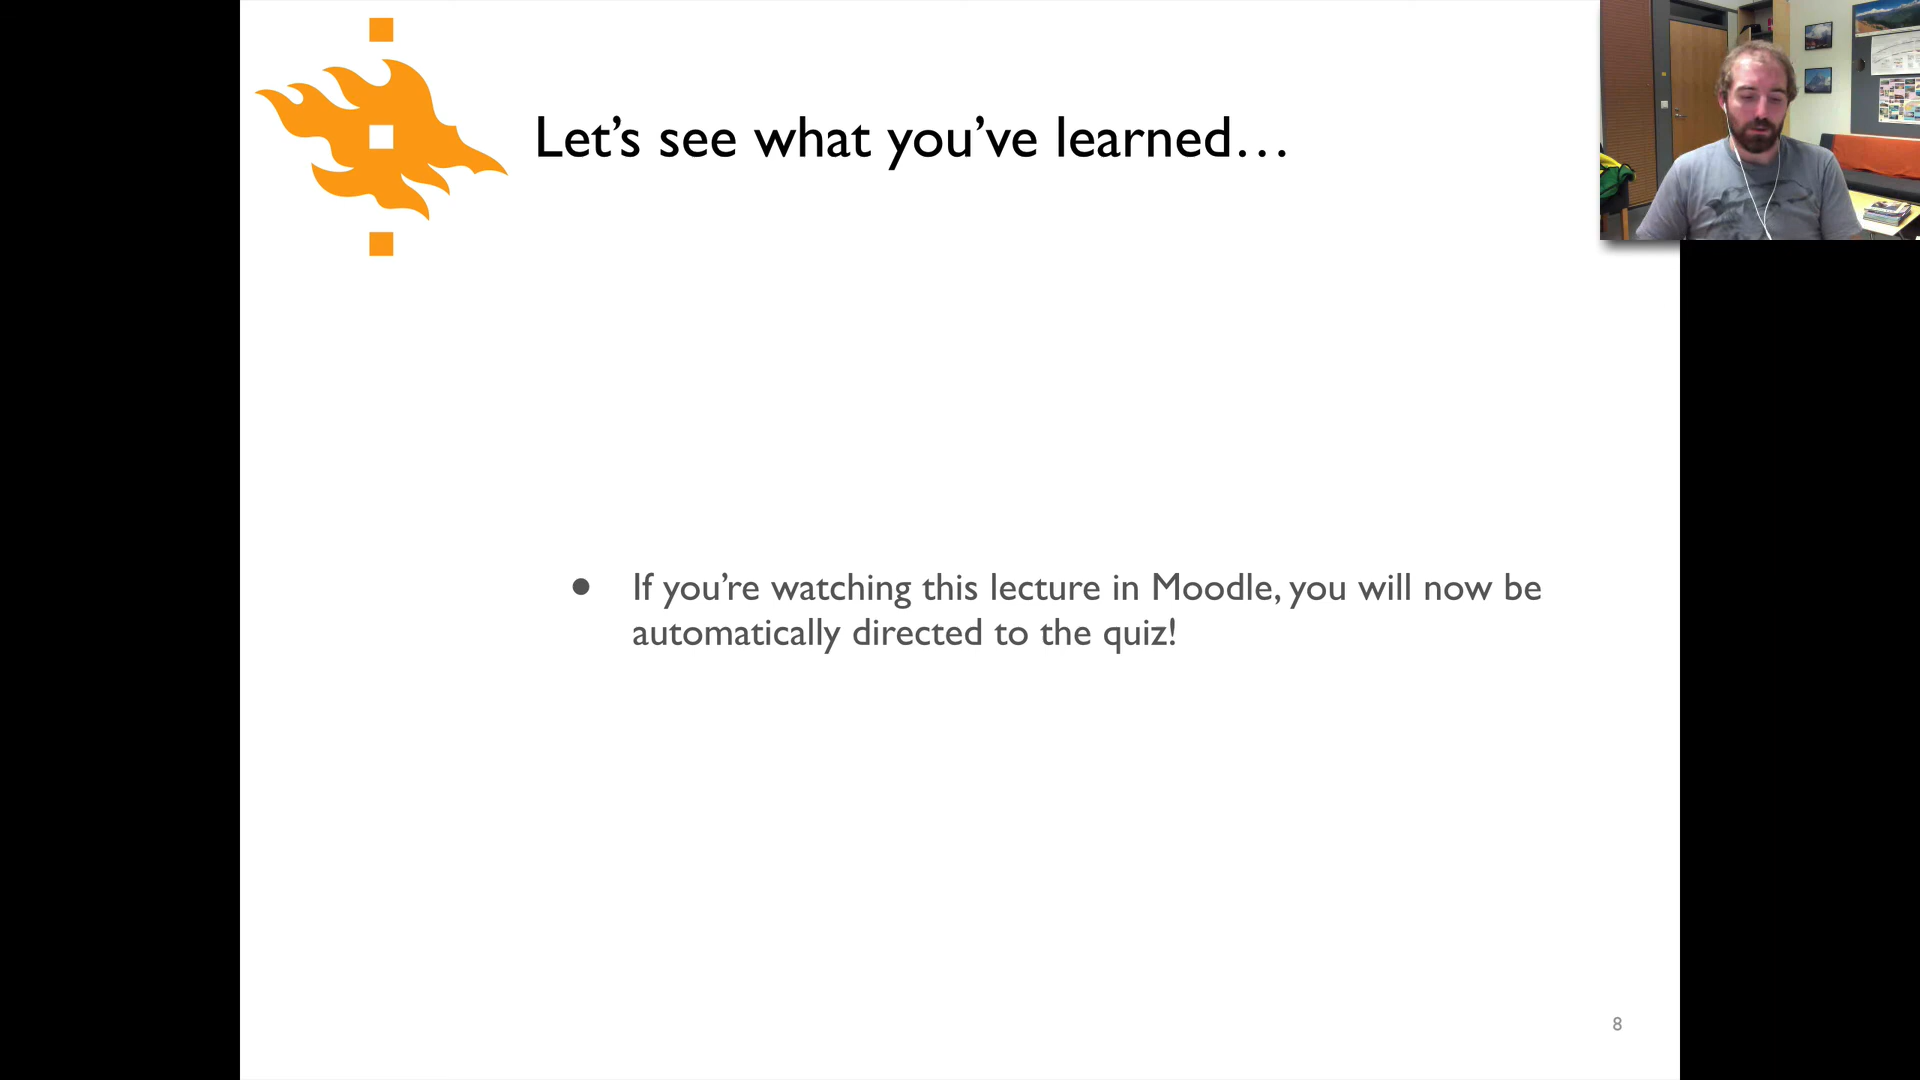 Let’s see what you’ve learned…
● If you’re watching this lecture in Moodle, you will now be
automatically directed to the quiz!
8